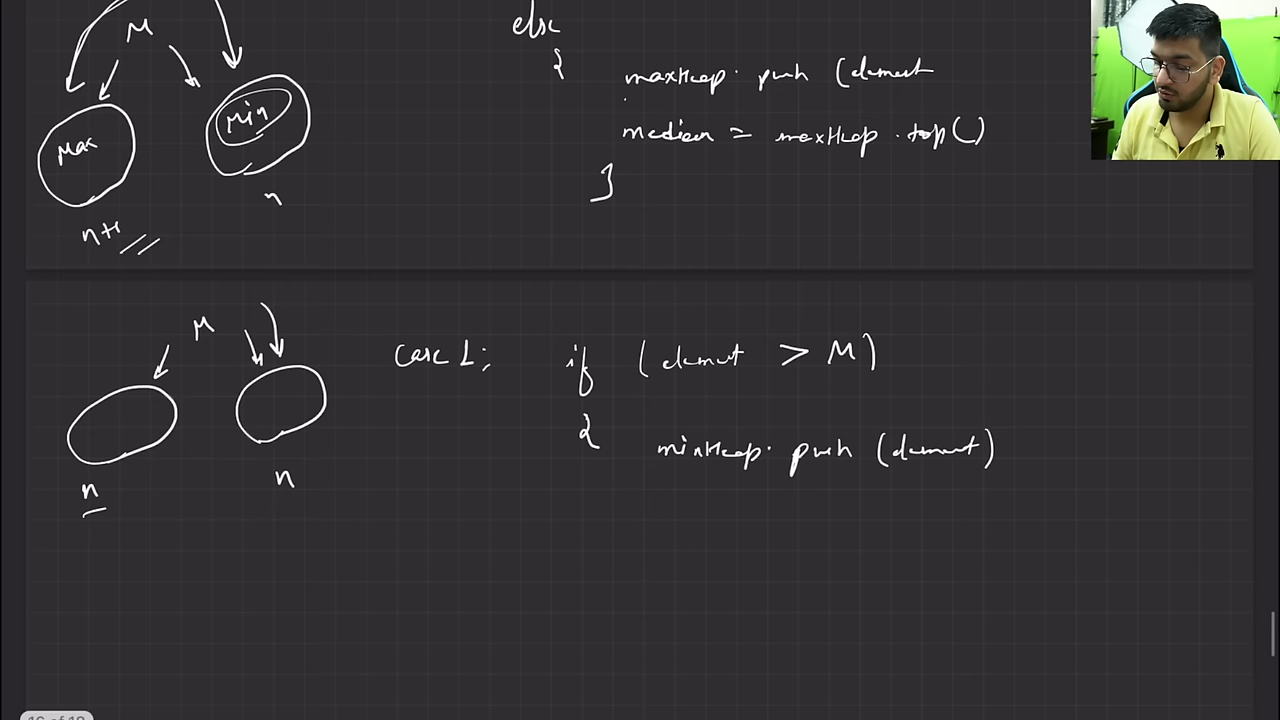 M
else
{
maxHeap. push (element
Max
Min
median = maxHeap.top()
}
n
n+1
M
Case 1:
if (element > M)
{
minHeap. push (element)
n
n